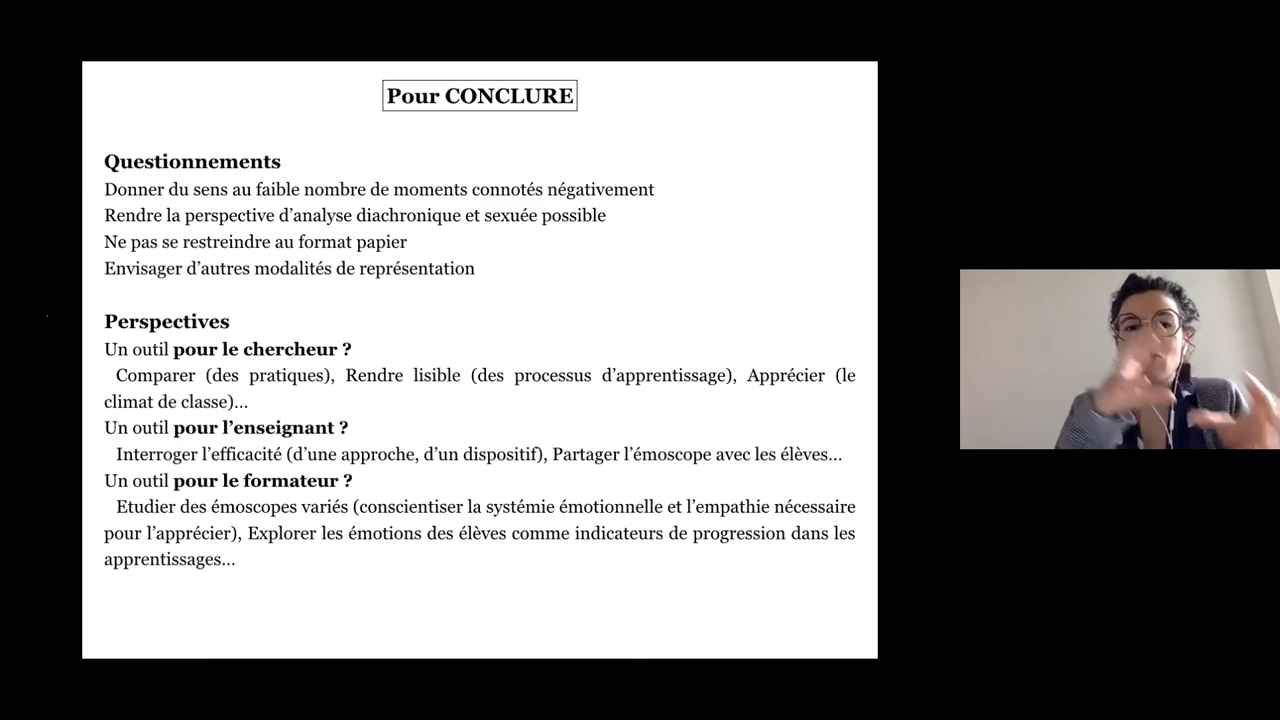 Pour CONCLURE
Questionnements
Donner du sens au faible nombre de moments connotés négativement
Rendre la perspective d’analyse diachronique et sexuée possible
Ne pas se restreindre au format papier
Envisager d’autres modalités de représentation
Perspectives
Un outil pour le chercheur ?
Comparer (des pratiques), Rendre lisible (des processus d’apprentissage), Apprécier (le
climat de classe)…
Un outil pour l’enseignant ?
Interroger l’efficacité (d’une approche, d’un dispositif), Partager l’émoscope avec les élèves…
Un outil pour le formateur ?
Etudier des émoscopes variés (conscientiser la systémie émotionnelle et l’empathie nécessaire
pour l’apprécier), Explorer les émotions des élèves comme indicateurs de progression dans les
apprentissages…